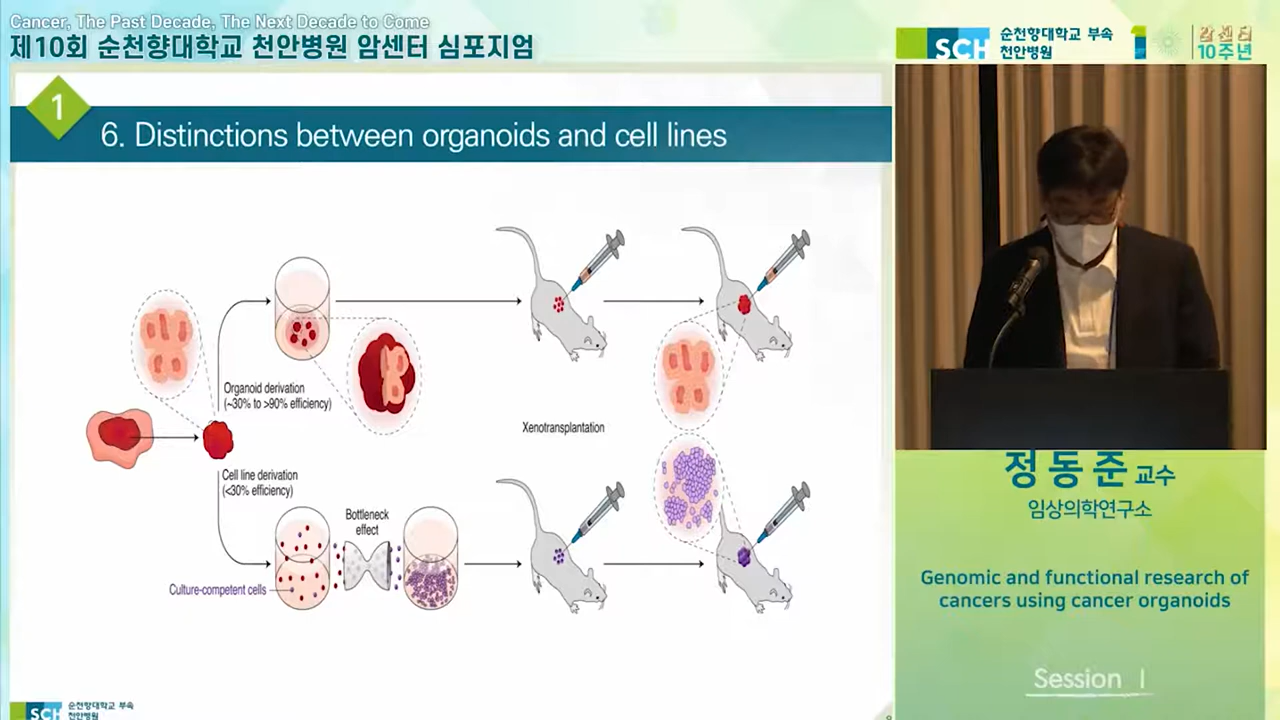 Cancer, The Past Decade, The Next Decade to Come
제10회 순천향대학교 천안병원 암센터 심포지엄
SCH
순천향대학교 부속
천안병원
암센터
10주년
1
6. Distinctions between organoids and cell lines
Organoid derivation
(~30% to >90% efficiency)
Xenotransplantation
Cell line derivation
(<30% efficiency)
Bottleneck
effect
Culture-competent cells
정동준 교수
임상의학연구소
Genomic and functional research of
cancers using cancer organoids
Session I
SCH
순천향대학교 부속
천안병원